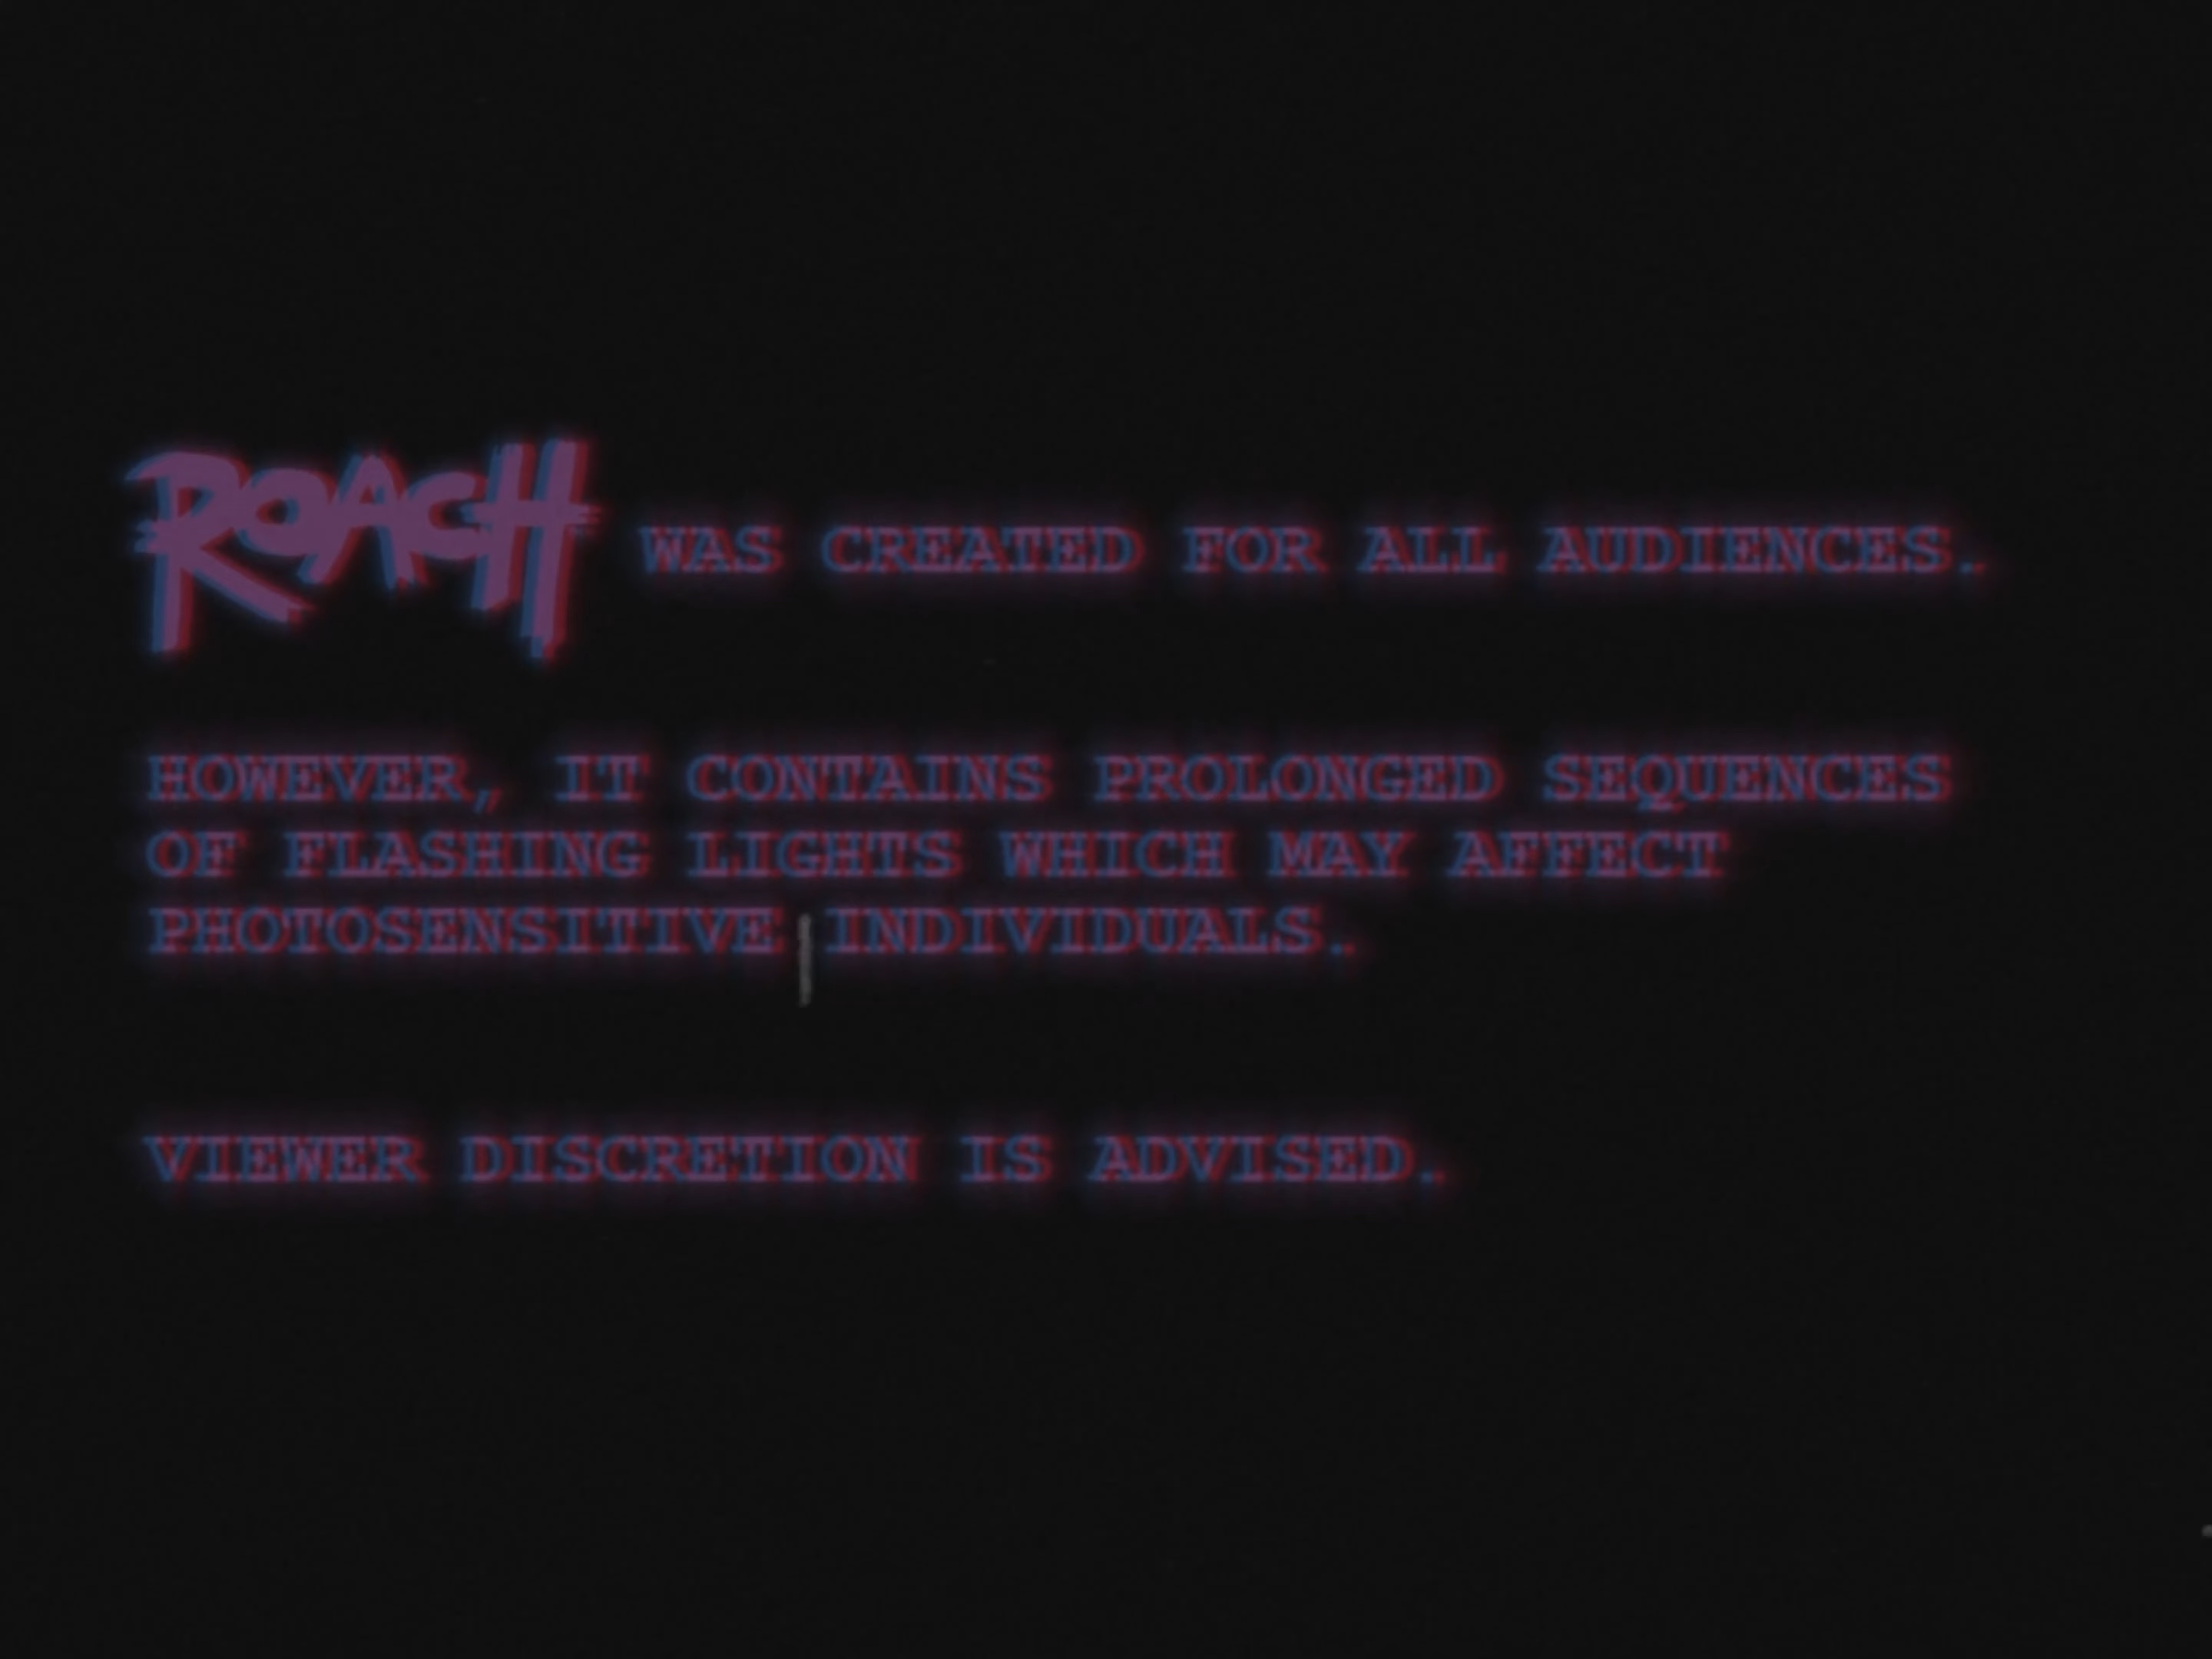 ROACH WAS CREATED FOR ALL AUDIENCES.
HOWEVER, IT CONTAINS PROLONGED SEQUENCES
OF FLASHING LIGHTS WHICH MAY AFFECT
PHOTOSENSITIVE INDIVIDUALS.
VIEWER DISCRETION IS ADVISED.